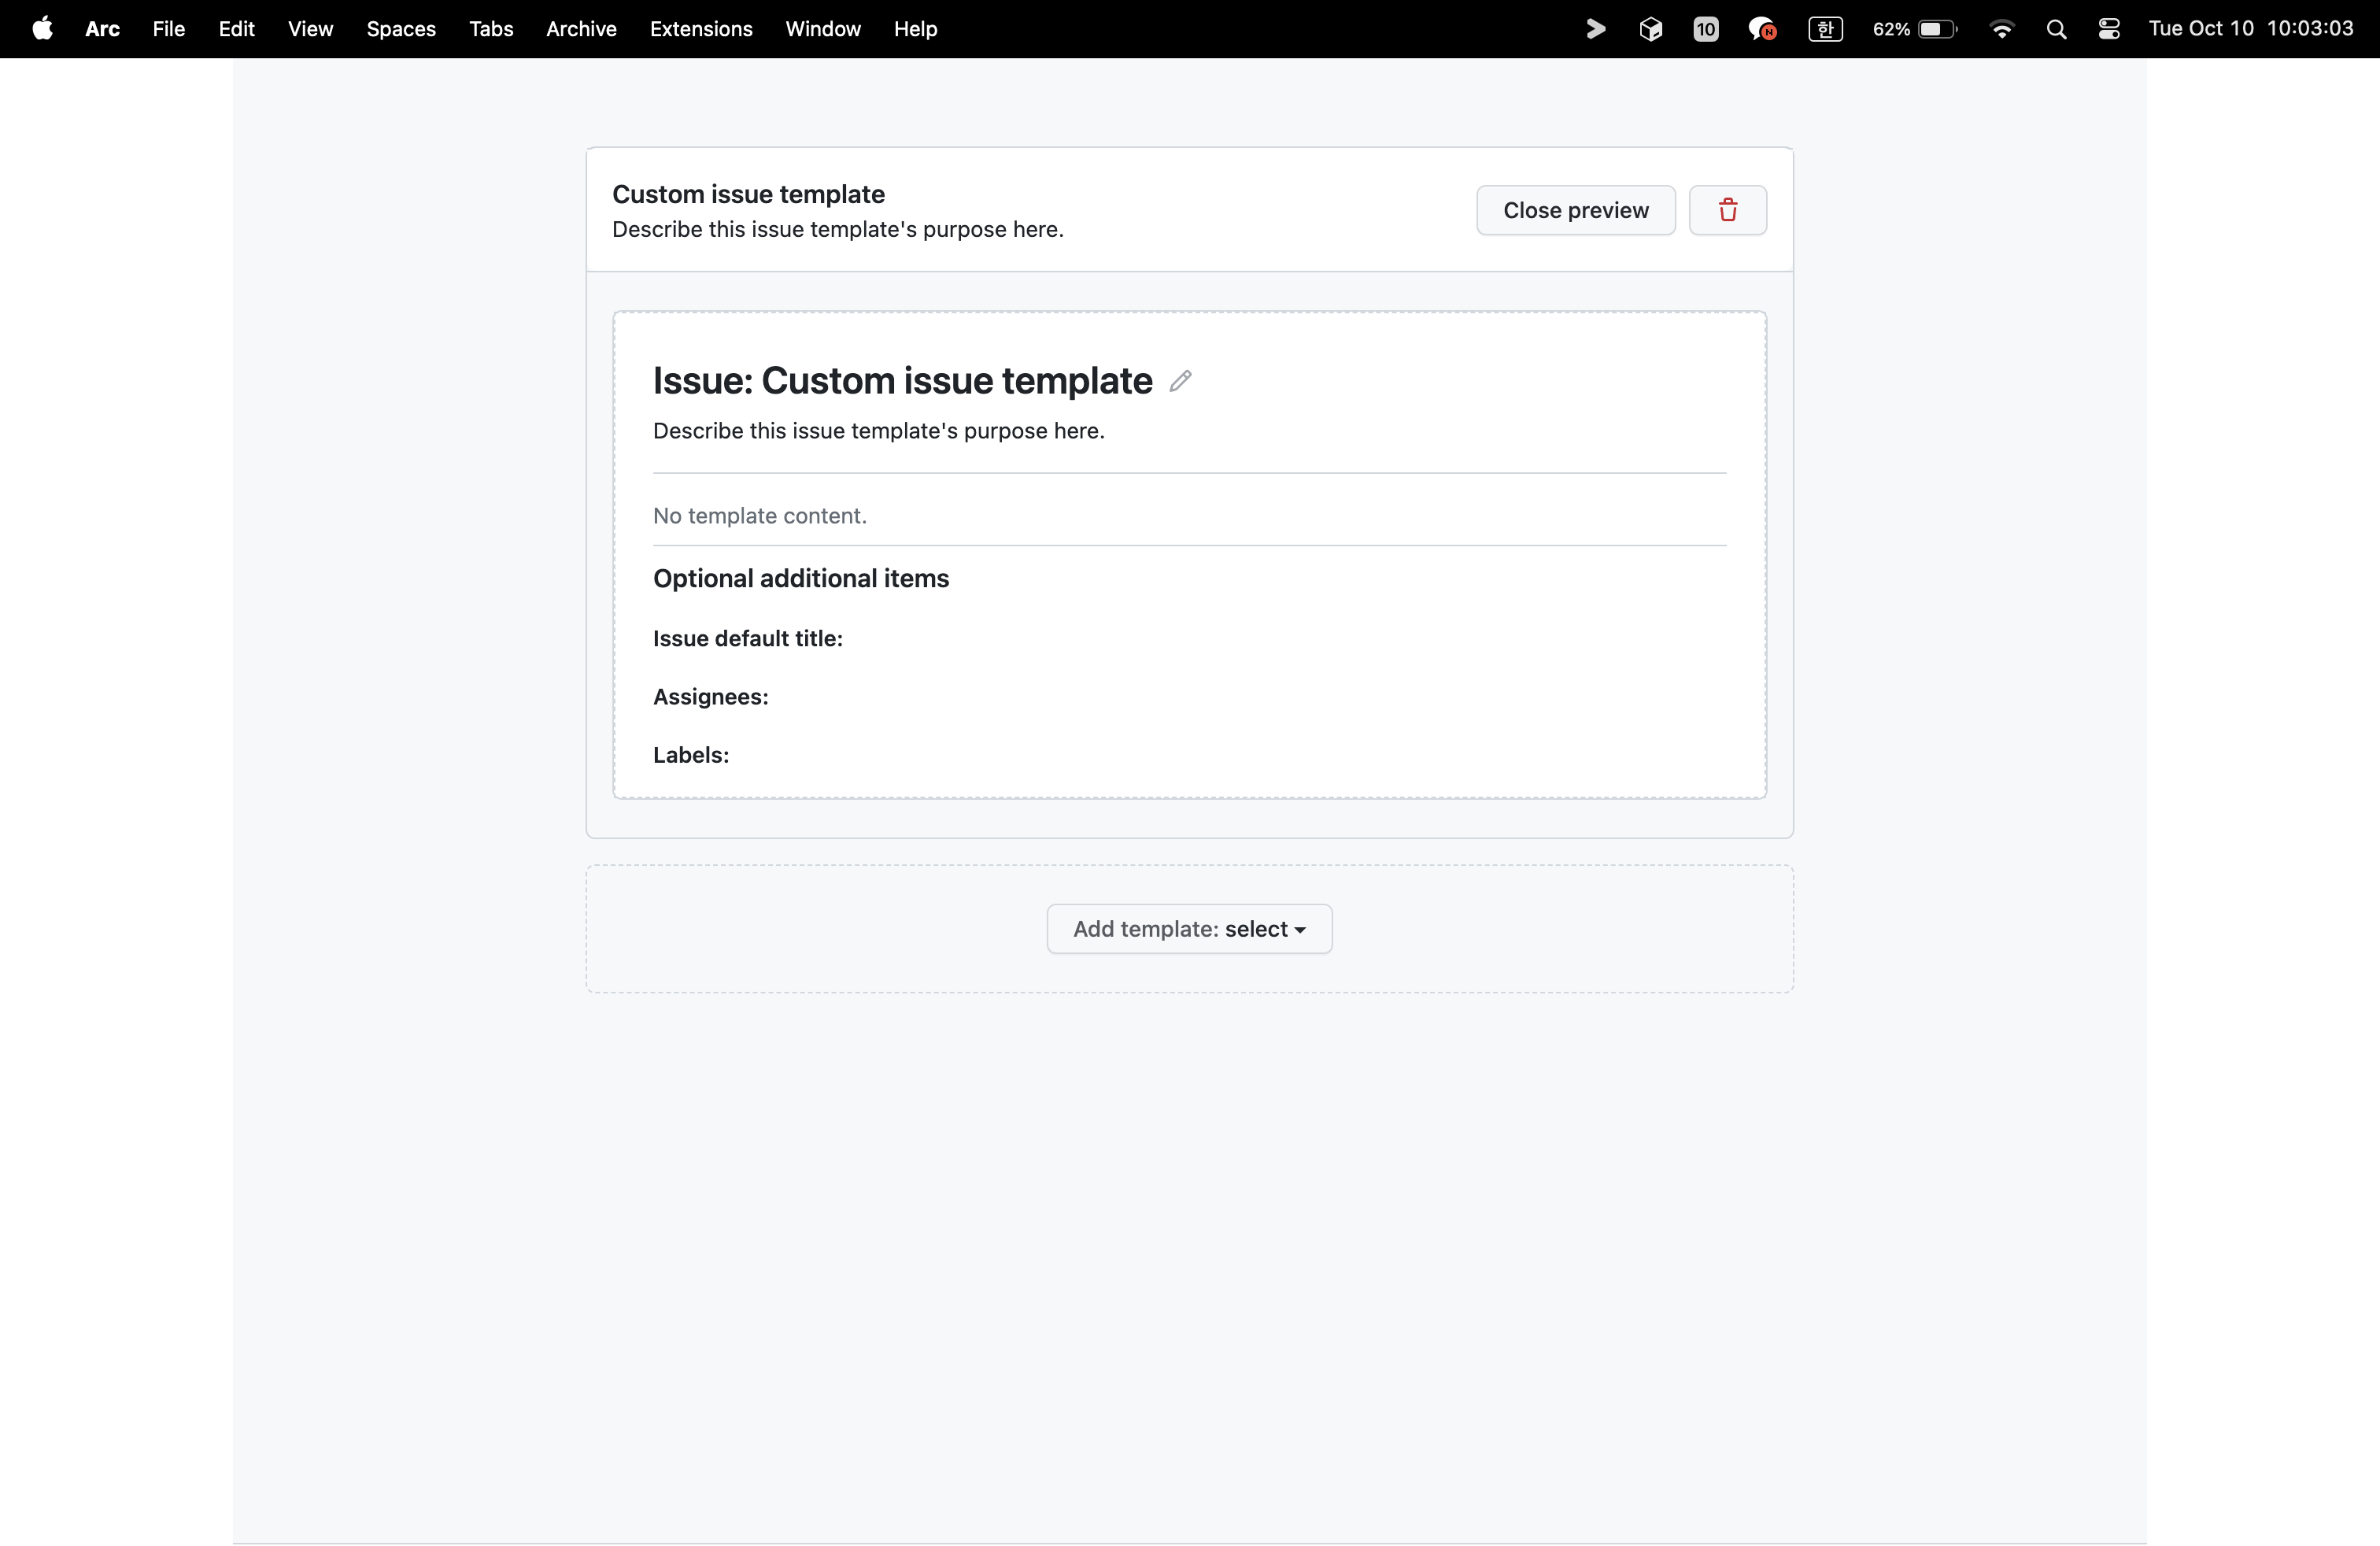 Arc File Edit View Spaces Tabs Archive Extensions Window Help 10 N 한 62% Tue Oct 10 10:03:03
Custom issue template
Describe this issue template's purpose here.
Close preview
Issue: Custom issue template
Describe this issue template's purpose here.
No template content.
Optional additional items
Issue default title:
Assignees:
Labels:
Add template: select